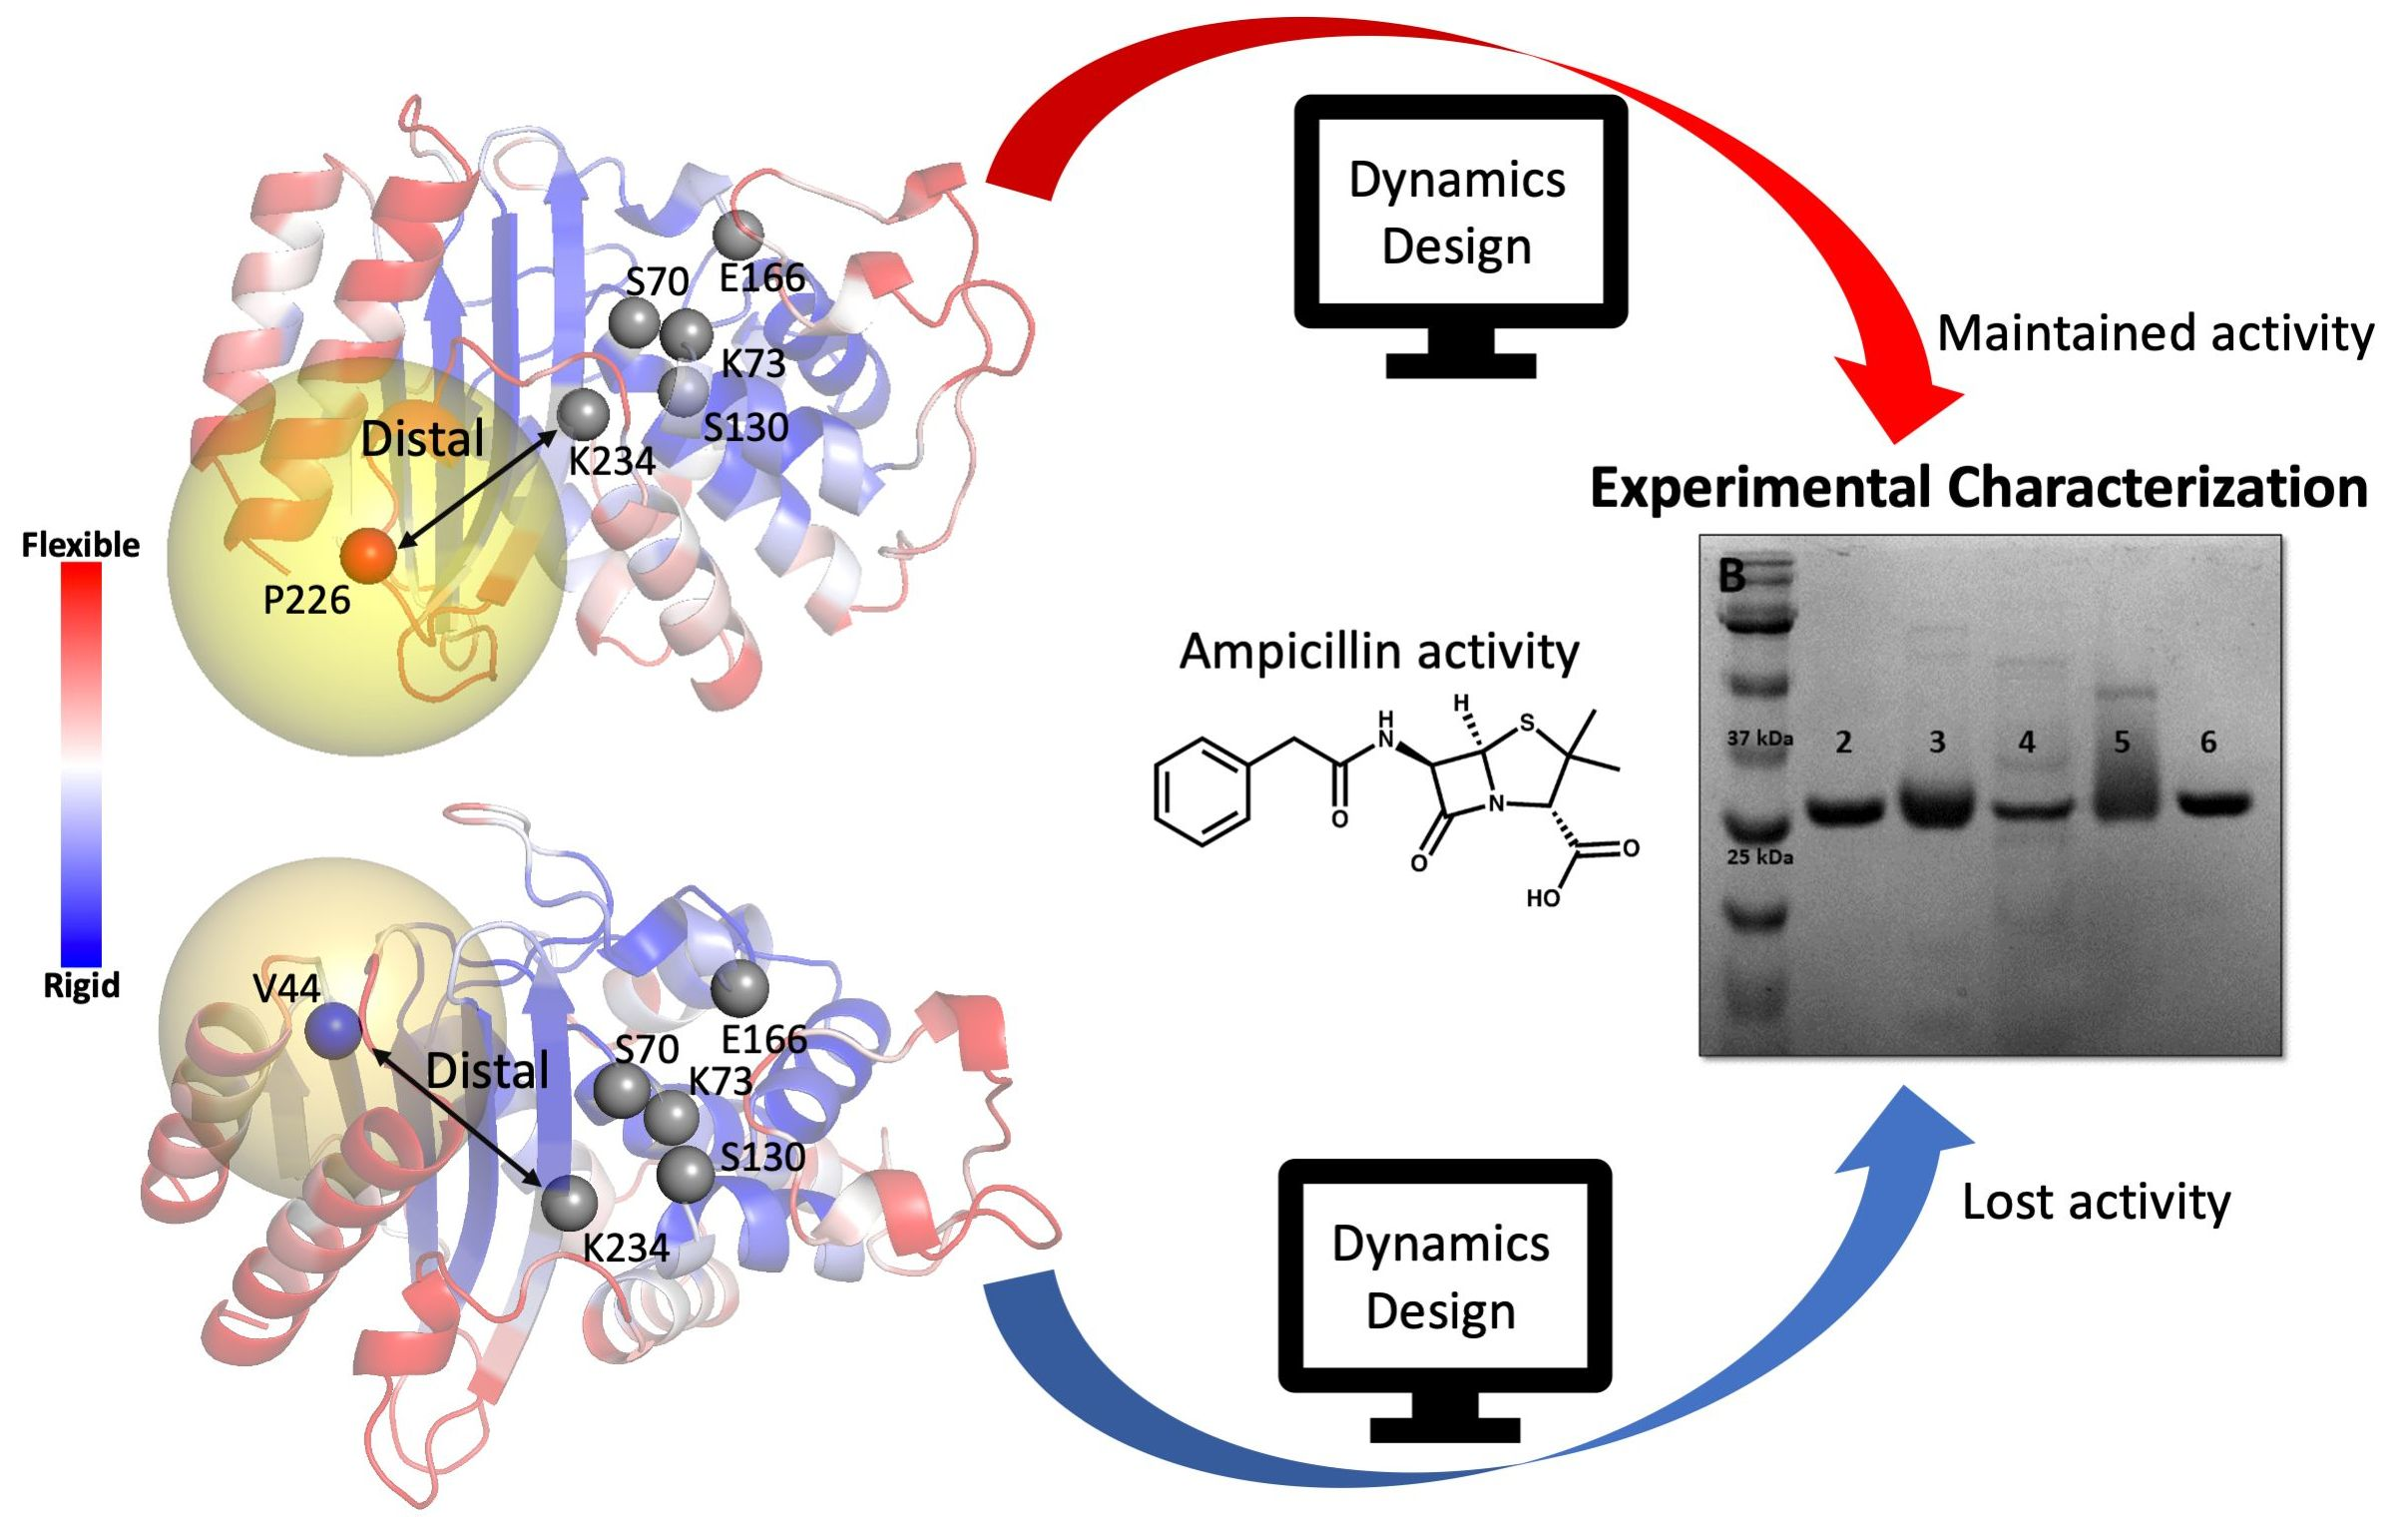 Dynamics
Design
E166
S70
K73
S130
K234
Distal
P226
Flexible
Rigid
Maintained activity
Experimental Characterization
B
37 kDa
2
3
4
5
6
25 kDa
Ampicillin activity
H
H
N
S
O
N
O
O
HO
V44
Distal
E166
S70
K73
S130
K234
Dynamics
Design
Lost activity